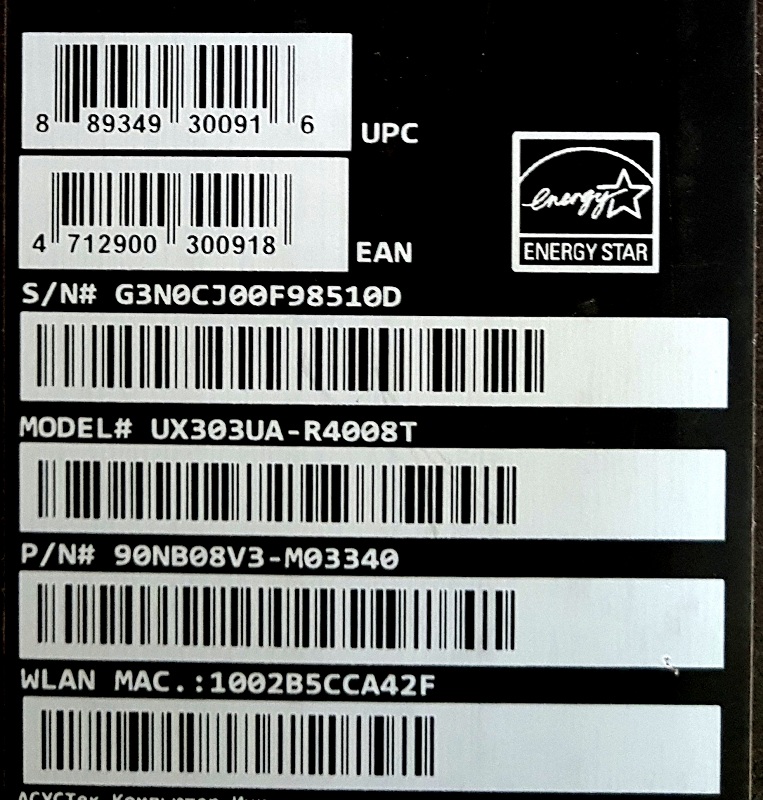 8 89349 30091 6
UPC
4 712900 300918
EAN
energy
ENERGY STAR
S/N# G3N0CJ00F98510D
MODEL# UX303UA-R4008T
P/N# 90NB08V3-M03340
WLAN MAC.:1002B5CCA42F